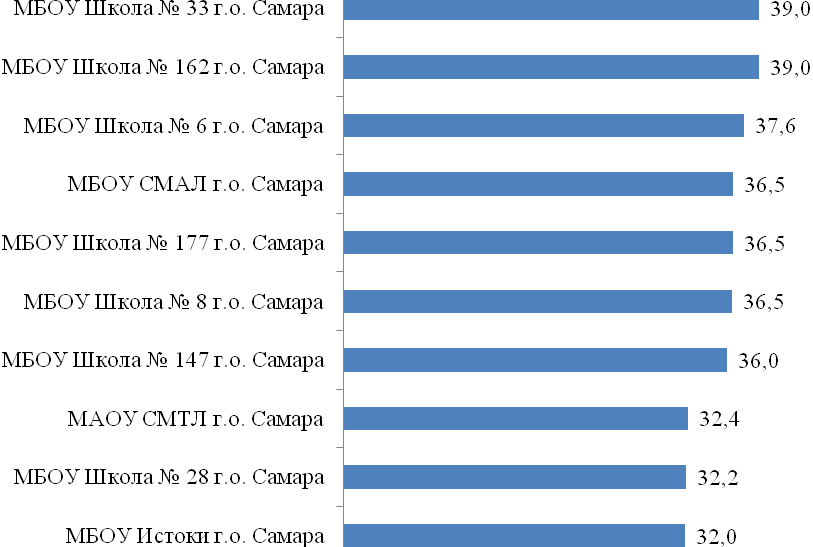 МБОУ Школа № 33 г.о. Самара 39,0
МБОУ Школа № 162 г.о. Самара 39,0
МБОУ Школа № 6 г.о. Самара 37,6
МБОУ СМАЛ г.о. Самара 36,5
МБОУ Школа № 177 г.о. Самара 36,5
МБОУ Школа № 8 г.о. Самара 36,5
МБОУ Школа № 147 г.о. Самара 36,0
МАОУ СМТЛ г.о. Самара 32,4
МБОУ Школа № 28 г.о. Самара 32,2
МБОУ Истоки г.о. Самара 32,0